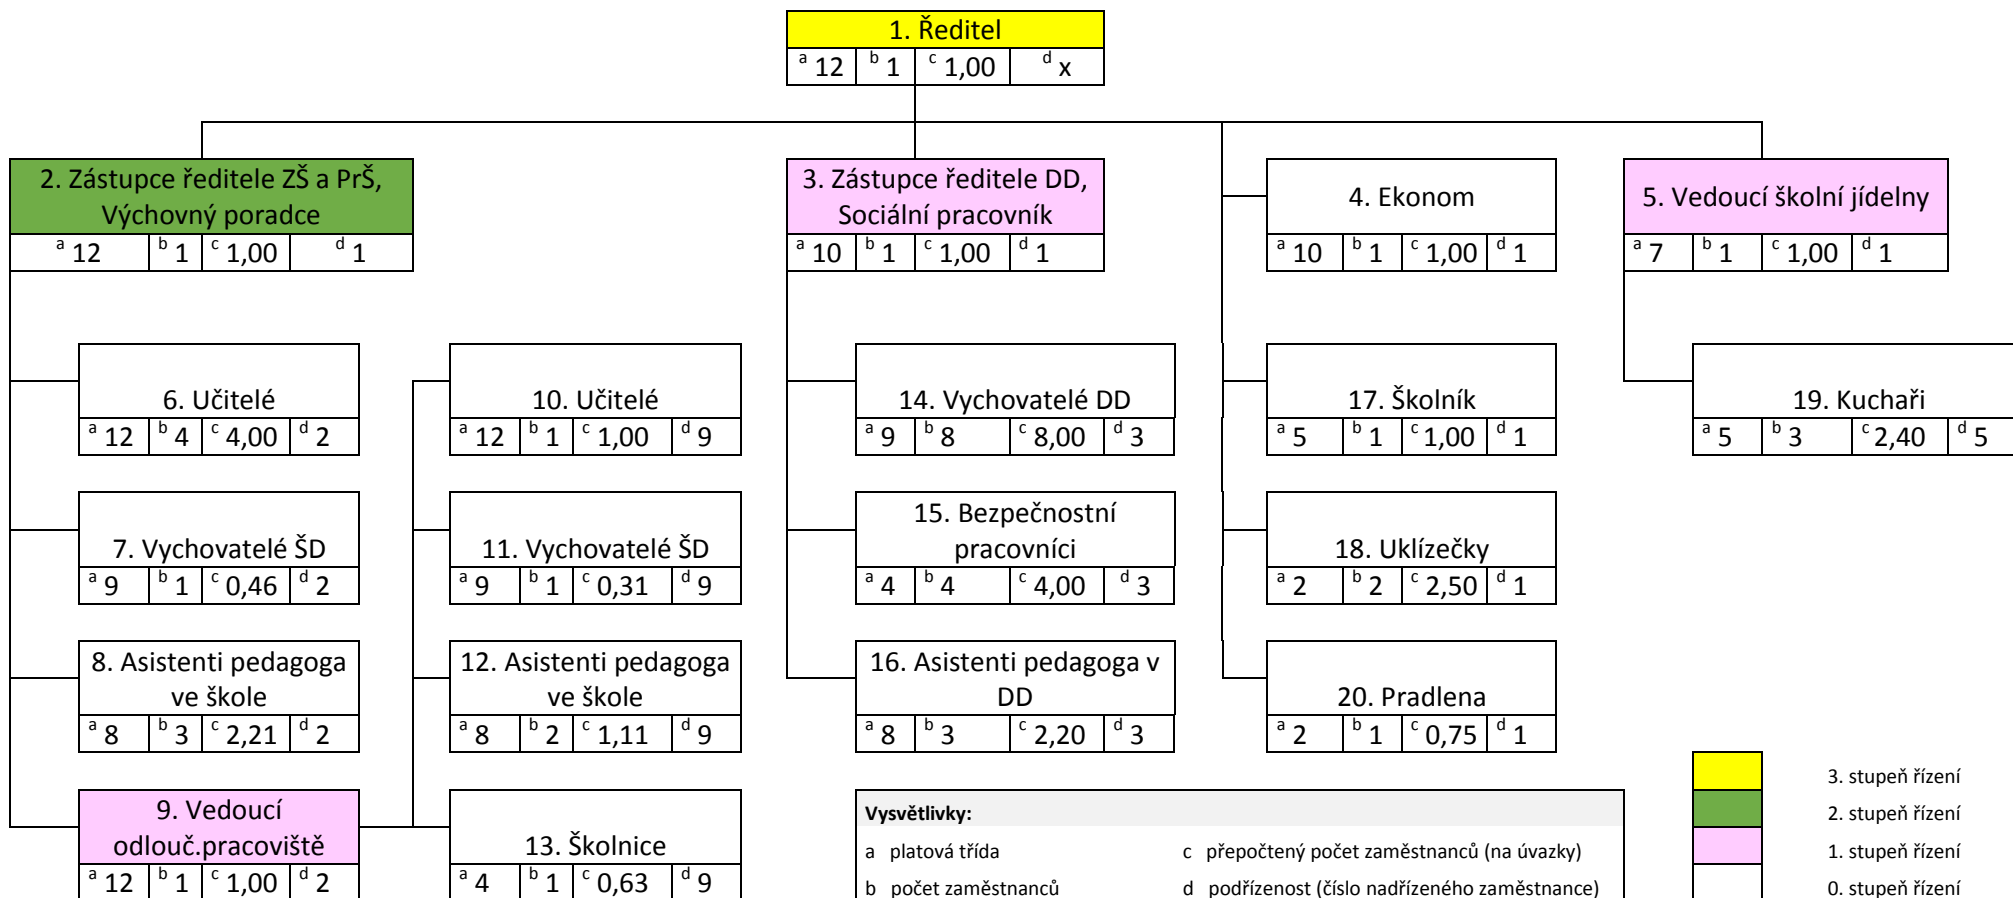 1. Ředitel
a 12 b 1 c 1,00 d x
2. Zástupce ředitele ZŠ a PrŠ,
Výchovný poradce
a 12 b 1 c 1,00 d 1
3. Zástupce ředitele DD,
Sociální pracovník
a 10 b 1 c 1,00 d 1
4. Ekonom
a 10 b 1 c 1,00 d 1
5. Vedoucí školní jídelny
a 7 b 1 c 1,00 d 1
6. Učitelé
a 12 b 4 c 4,00 d 2
10. Učitelé
a 12 b 1 c 1,00 d 9
14. Vychovatelé DD
a 9 b 8 c 8,00 d 3
17. Školník
a 5 b 1 c 1,00 d 1
19. Kuchaři
a 5 b 3 c 2,40 d 5
7. Vychovatelé ŠD
a 9 b 1 c 0,46 d 2
11. Vychovatelé ŠD
a 9 b 1 c 0,31 d 9
15. Bezpečnostní
pracovníci
a 4 b 4 c 4,00 d 3
18. Uklízečky
a 2 b 2 c 2,50 d 1
8. Asistenti pedagoga
ve škole
a 8 b 3 c 2,21 d 2
12. Asistenti pedagoga
ve škole
a 8 b 2 c 1,11 d 9
16. Asistenti pedagoga v
DD
a 8 b 3 c 2,20 d 3
20. Pradlena
a 2 b 1 c 0,75 d 1
9. Vedoucí
odlouč.pracoviště
a 12 b 1 c 1,00 d 2
13. Školnice
a 4 b 1 c 0,63 d 9
Vysvětlivky:
a platová třída c přepočtený počet zaměstnanců (na úvazky)
b počet zaměstnanců d podřízenost (číslo nadřízeného zaměstnance)
3. stupeň řízení
2. stupeň řízení
1. stupeň řízení
0. stupeň řízení